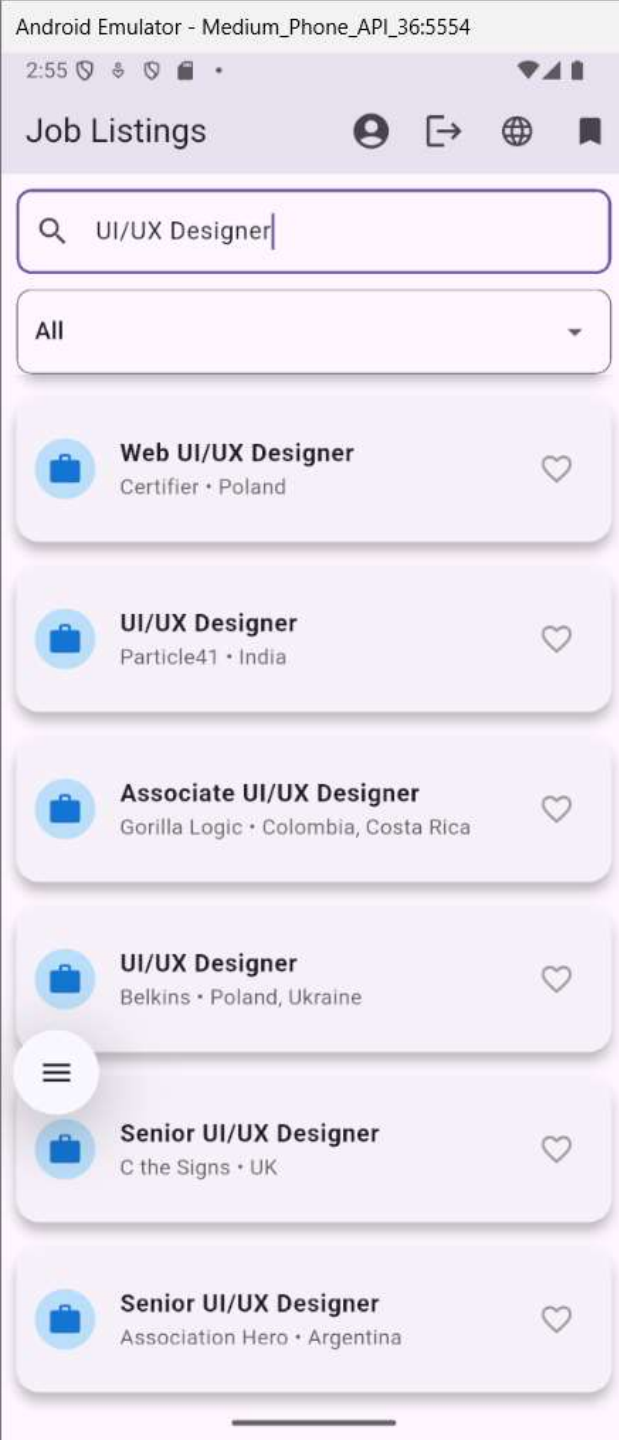 Android Emulator - Medium_Phone_API_36:5554
2:55
Job Listings
UI/UX Designer
All
Web UI/UX Designer
Certifier • Poland
UI/UX Designer
Particle41 • India
Associate UI/UX Designer
Gorilla Logic • Colombia, Costa Rica
UI/UX Designer
Belkins • Poland, Ukraine
Senior UI/UX Designer
C the Signs • UK
Senior UI/UX Designer
Association Hero • Argentina